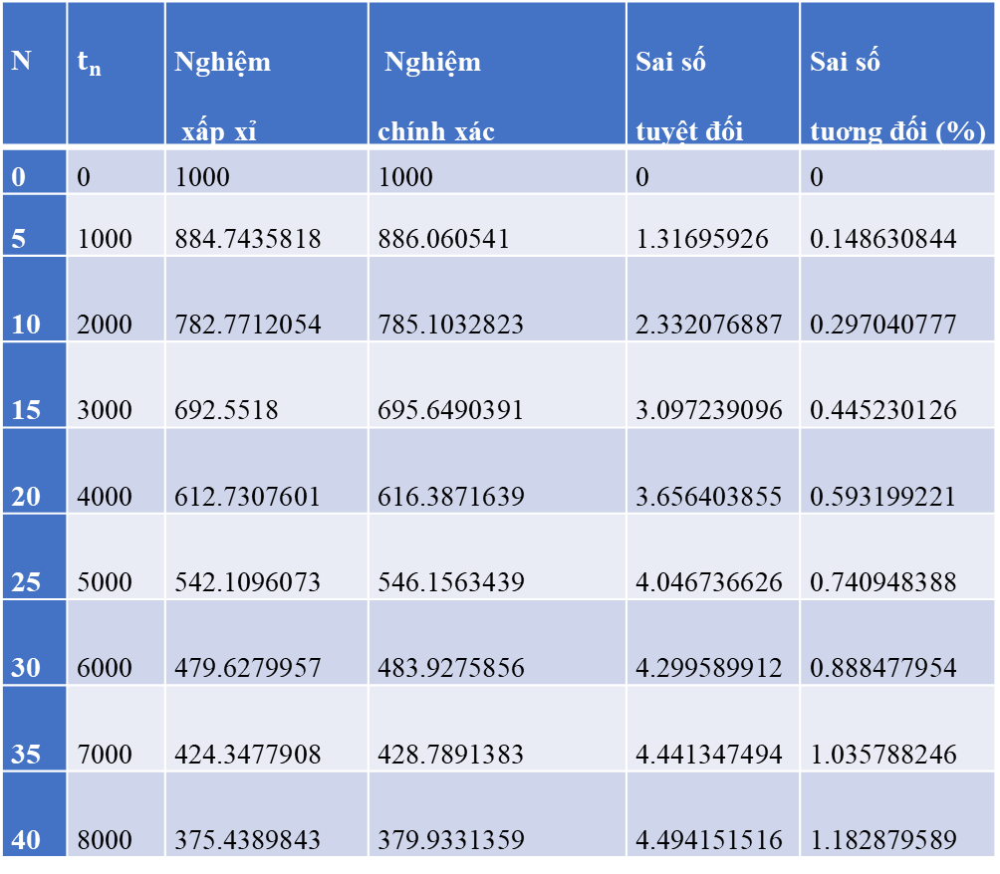 N tn Nghiệm Nghiệm Sai số Sai số
xấp xỉ chính xác tuyệt đối tuơng đối (%)
0 0 1000 1000 0 0
5 1000 884.7435818 886.060541 1.31695926 0.148630844
10 2000 782.7712054 785.1032823 2.332076887 0.297040777
15 3000 692.5518 695.6490391 3.097239096 0.445230126
20 4000 612.7307601 616.3871639 3.656403855 0.593199221
25 5000 542.1096073 546.1563439 4.046736626 0.740948388
30 6000 479.6279957 483.9275856 4.299589912 0.888477954
35 7000 424.3477908 428.7891383 4.441347494 1.035788246
40 8000 375.4389843 379.9331359 4.494151516 1.182879589